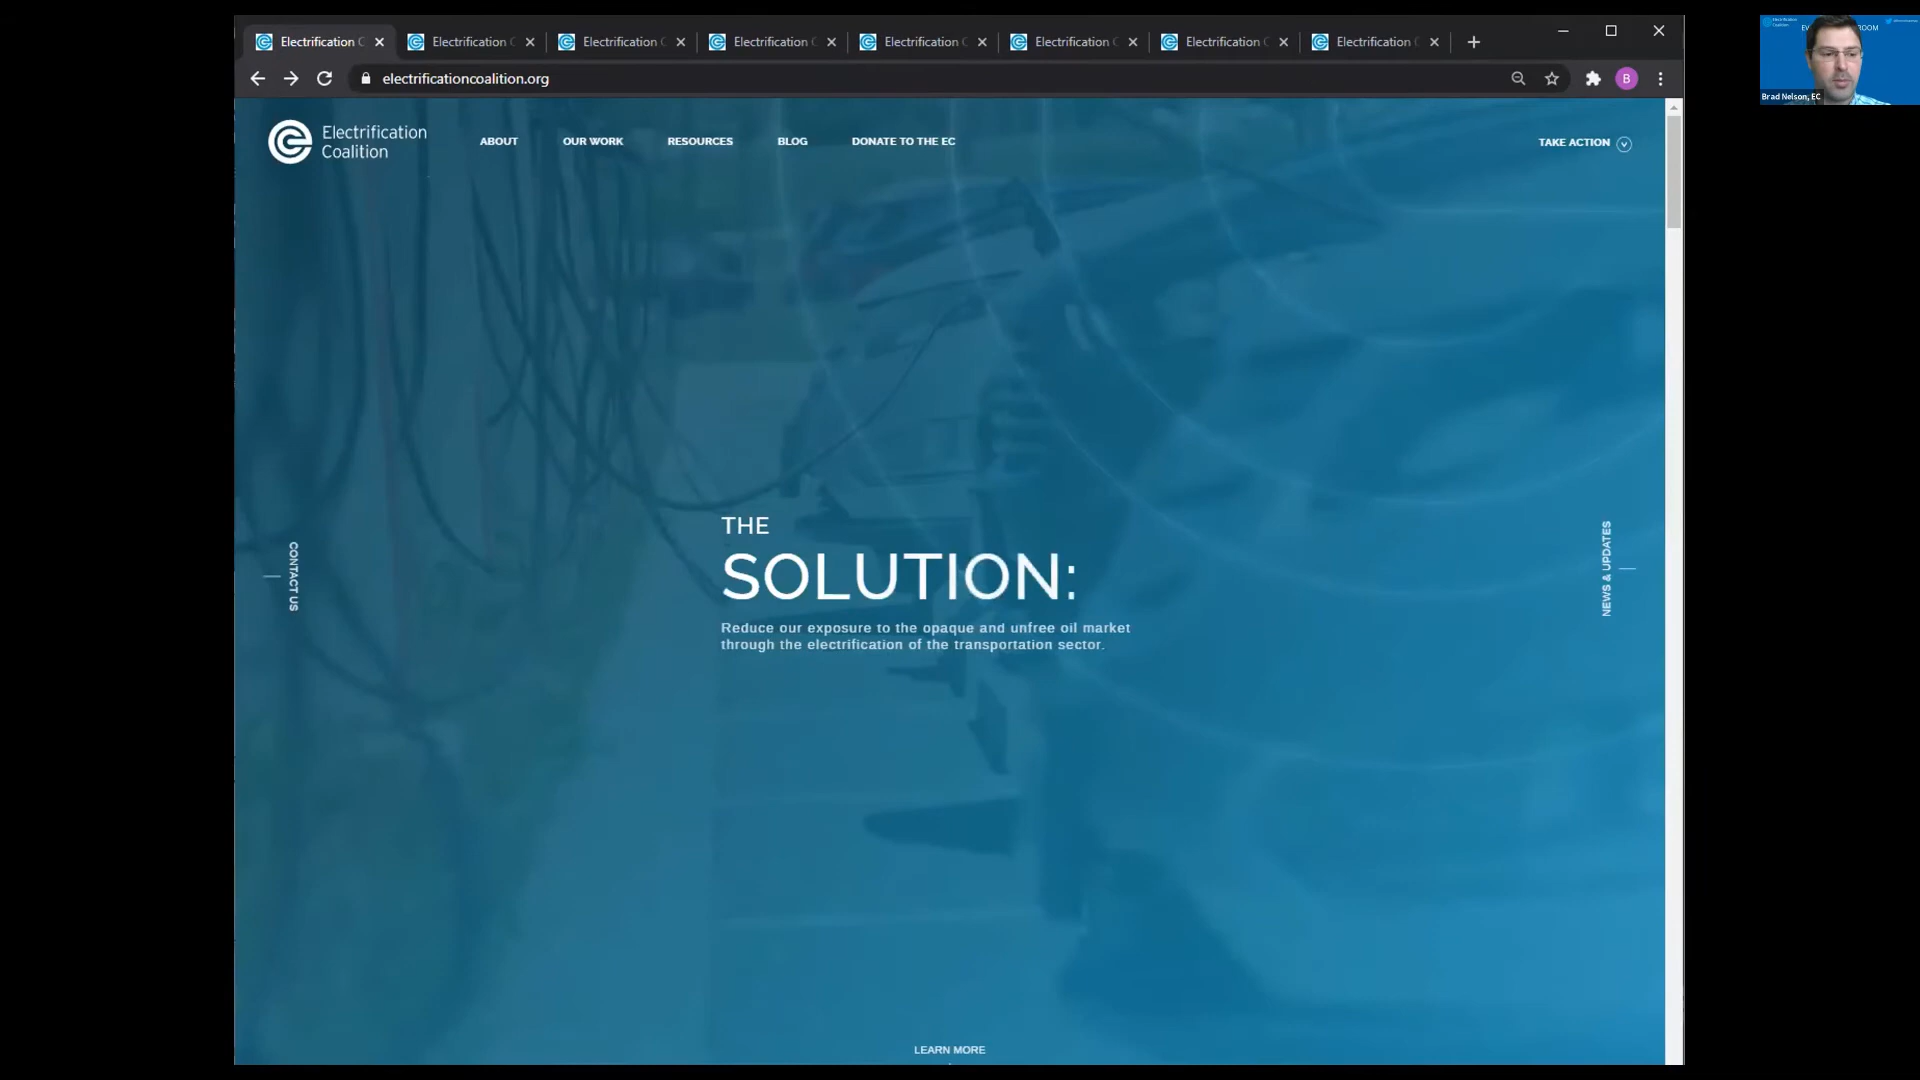 Electrification C
Electrification C
Electrification C
Electrification C
Electrification C
Electrification C
Electrification C
Electrification C
electrificationcoalition.org
B
Electrification
Coalition
ABOUT
OUR WORK
RESOURCES
BLOG
DONATE TO THE EC
TAKE ACTION
THE
SOLUTION:
Reduce our exposure to the opaque and unfree oil market
through the electrification of the transportation sector.
CONTACT US
NEWS & UPDATES
LEARN MORE
Electrification
Coalition
Brad Nelson, EC